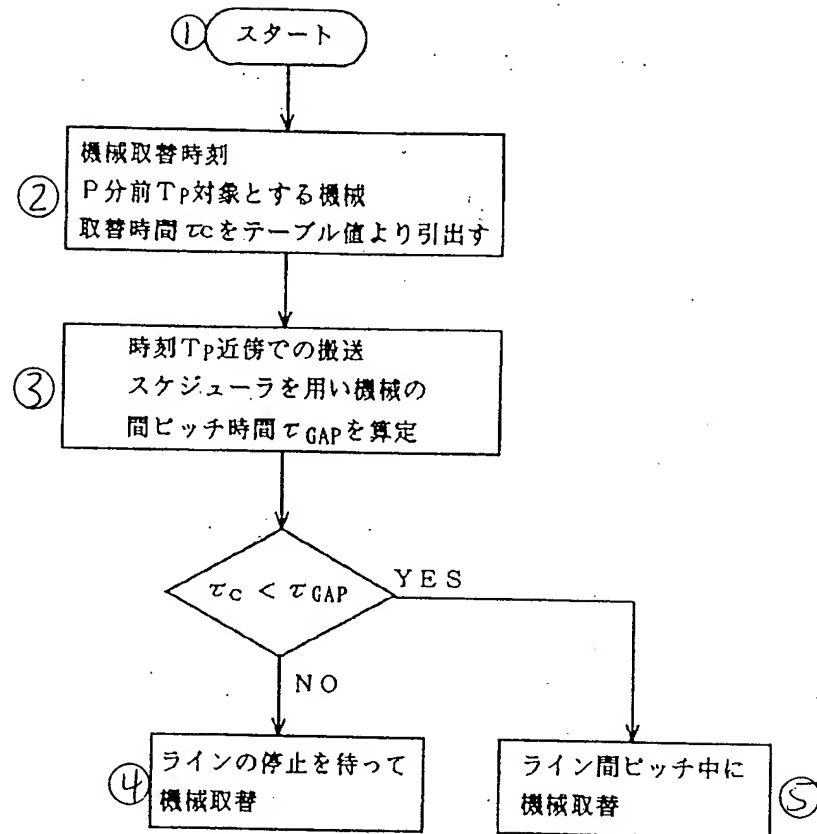 ① スタート
機械取替時刻
② P分前Tp対象とする機械
取替時間τcをテーブル値より引出す
時刻Tp近傍での搬送
③ スケジューラを用い機械の
間ピッチ時間τGAPを算定
τc < τGAP
YES
NO
④ ラインの停止を待って
機械取替
ライン間ピッチ中に
機械取替 ⑤